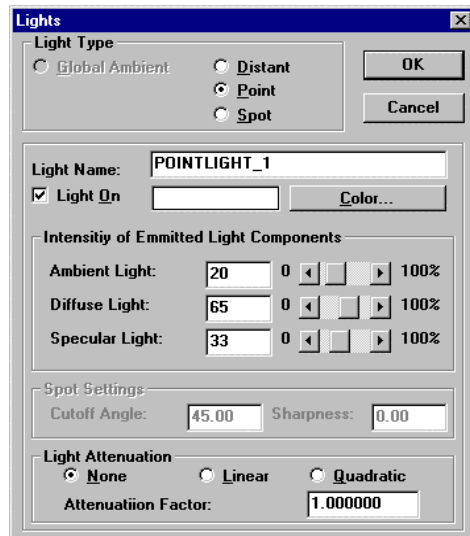 Lights
Light Type
Global Ambient
Distant
Point
Spot
OK
Cancel
Light Name: POINTLIGHT_1
Light On Color...
Intensitiy of Emmitted Light Components
Ambient Light: 20 0 100%
Diffuse Light: 65 0 100%
Specular Light: 33 0 100%
Spot Settings
Cutoff Angle: 45.00 Sharpness: 0.00
Light Attenuation
None Linear Quadratic
Attenuatiion Factor: 1.000000